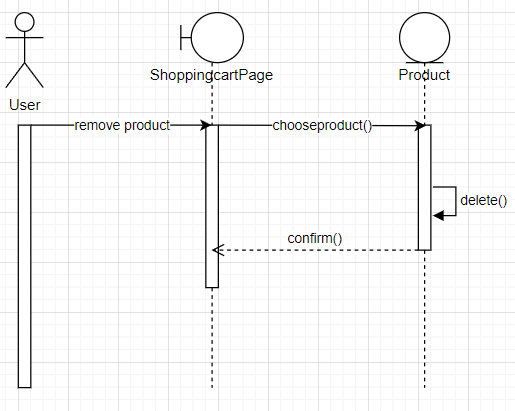 User
ShoppingcartPage
Product
remove product
chooseproduct()
delete()
confirm()